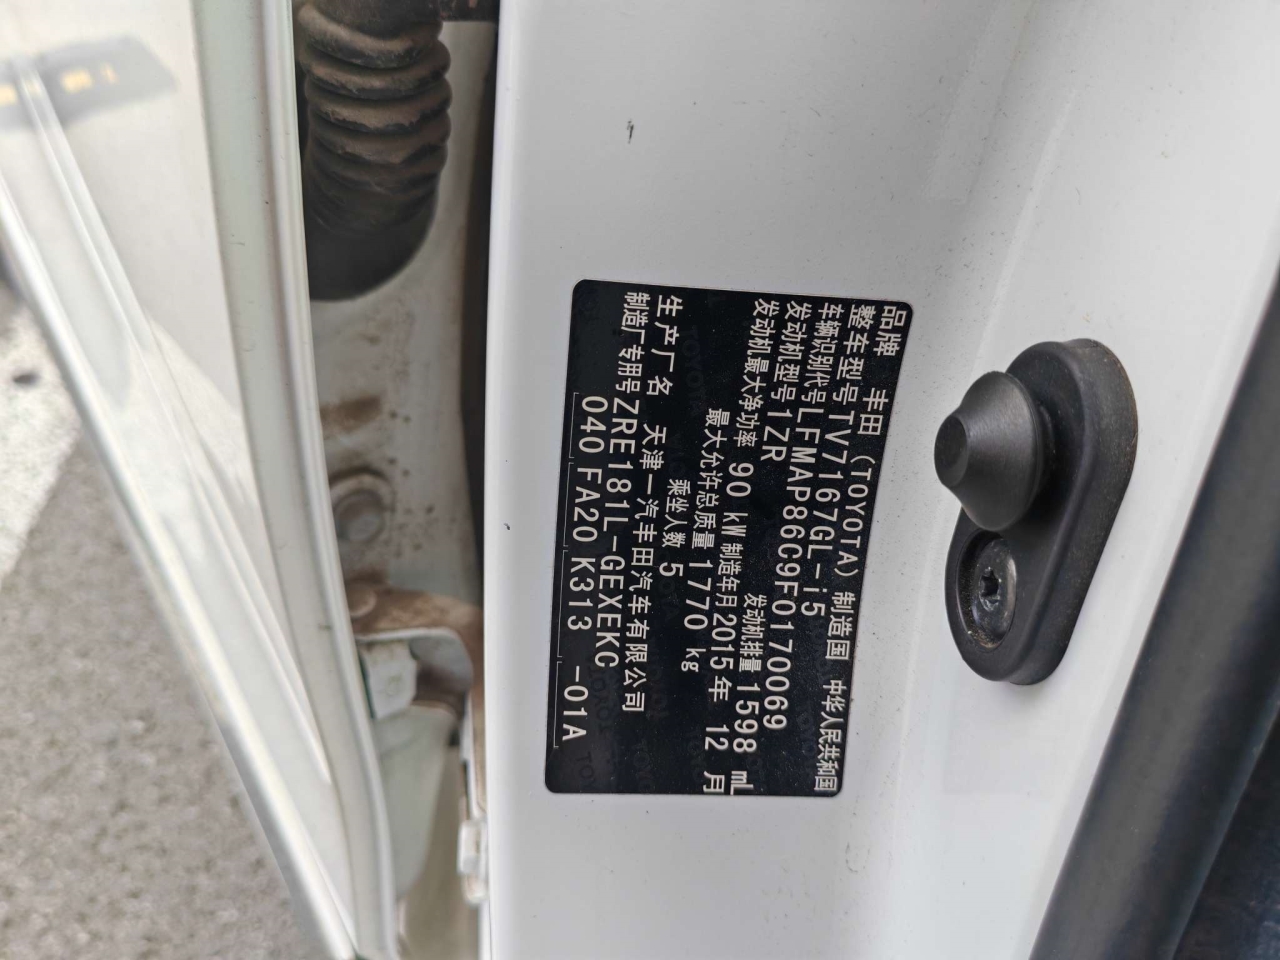 品牌 丰田 (TOYOTA) 制造国 中华人民共和国
整车型号 TV7167GL-i5
车辆识别代号 LFMAP86C9F0170069
发动机型号 1ZR 发动机排量 1598 mL
发动机最大净功率 90 kW 制造年月 2015年 12月
最大允许总质量 1770 kg
乘坐人数 5
生产厂名 天津一汽丰田汽车有限公司
制造厂专用号 ZRE181L-GEXEKC
040 FA20 K313 -01A